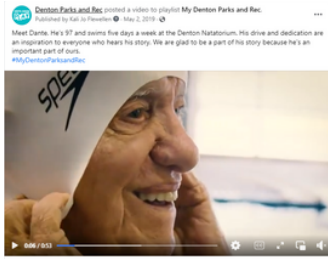 Denton Parks and Rec posted a video to playlist My Denton Parks and Rec.
Published by Kali Jo Flewellen · May 2, 2019 ·
Meet Dante. He's 97 and swims five days a week at the Denton Natatorium. His drive and dedication are
an inspiration to everyone who hears his story. We are glad to be a part of his story because he's an
important part of ours.
#MyDentonParksandRec
speedo
0:06 / 0:53